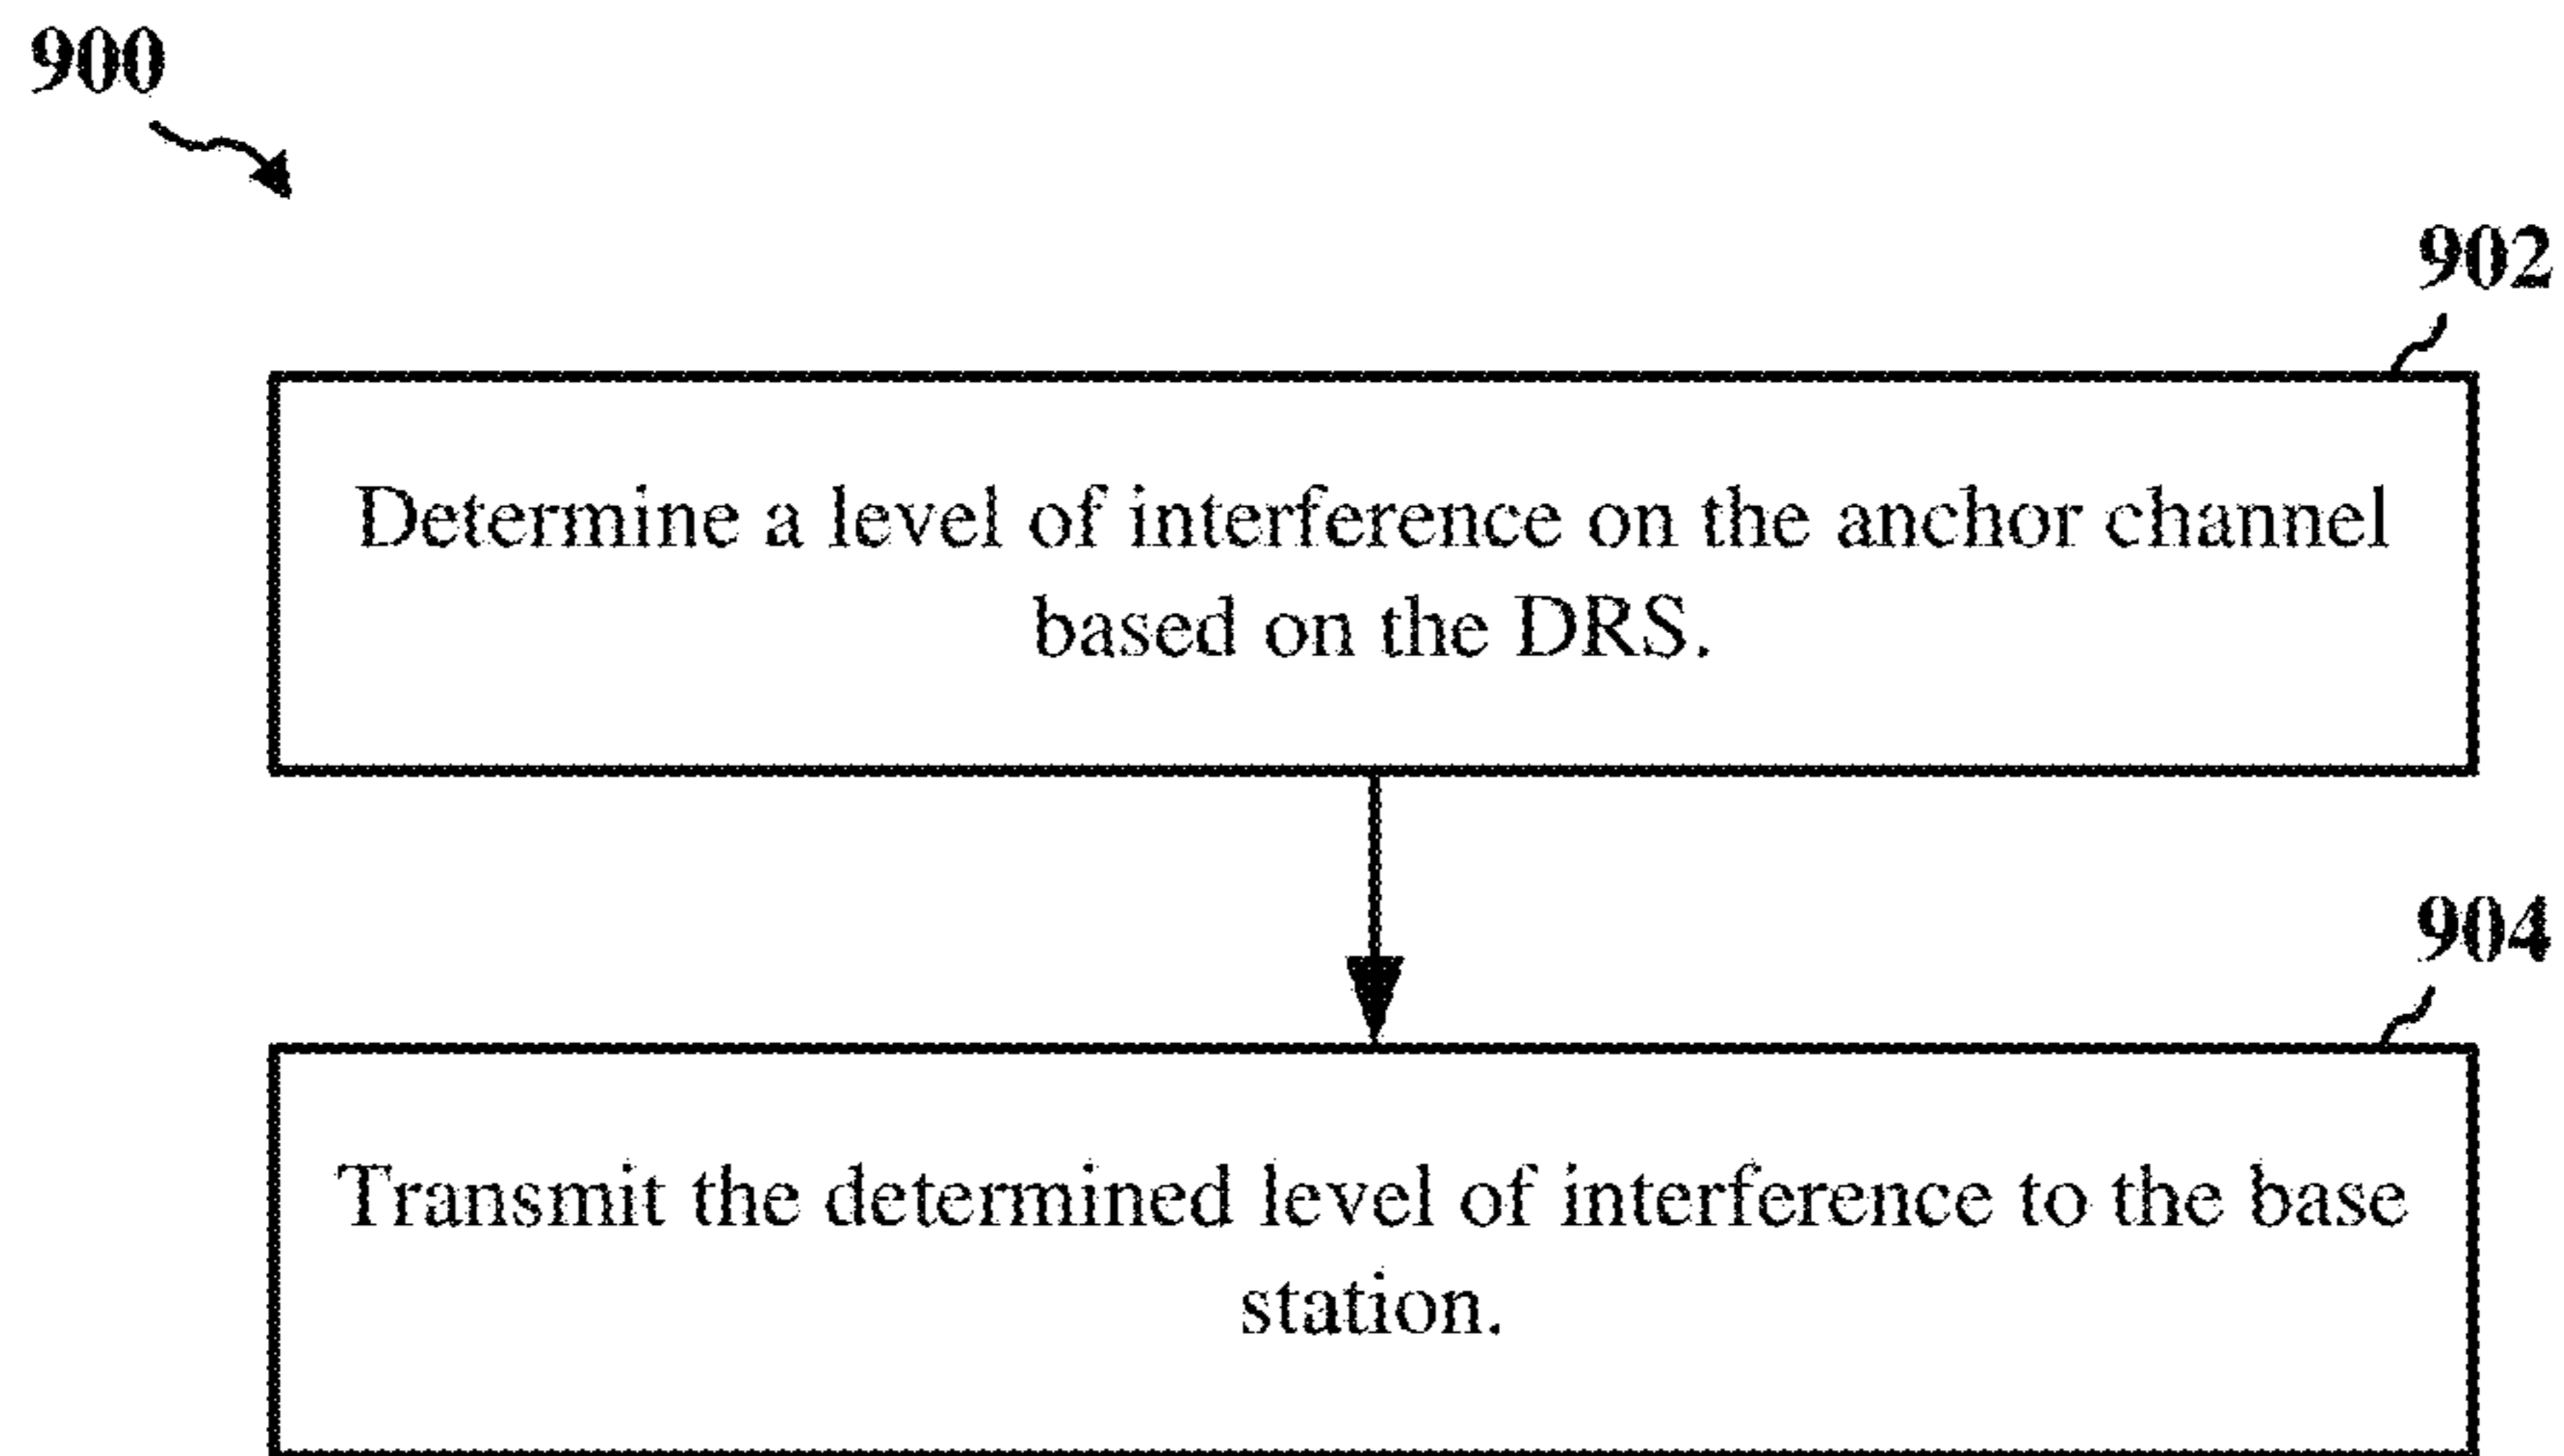 900
902
Determine a level of interference on the anchor channel
based on the DRS.
904
Transmit the determined level of interference to the base
station.